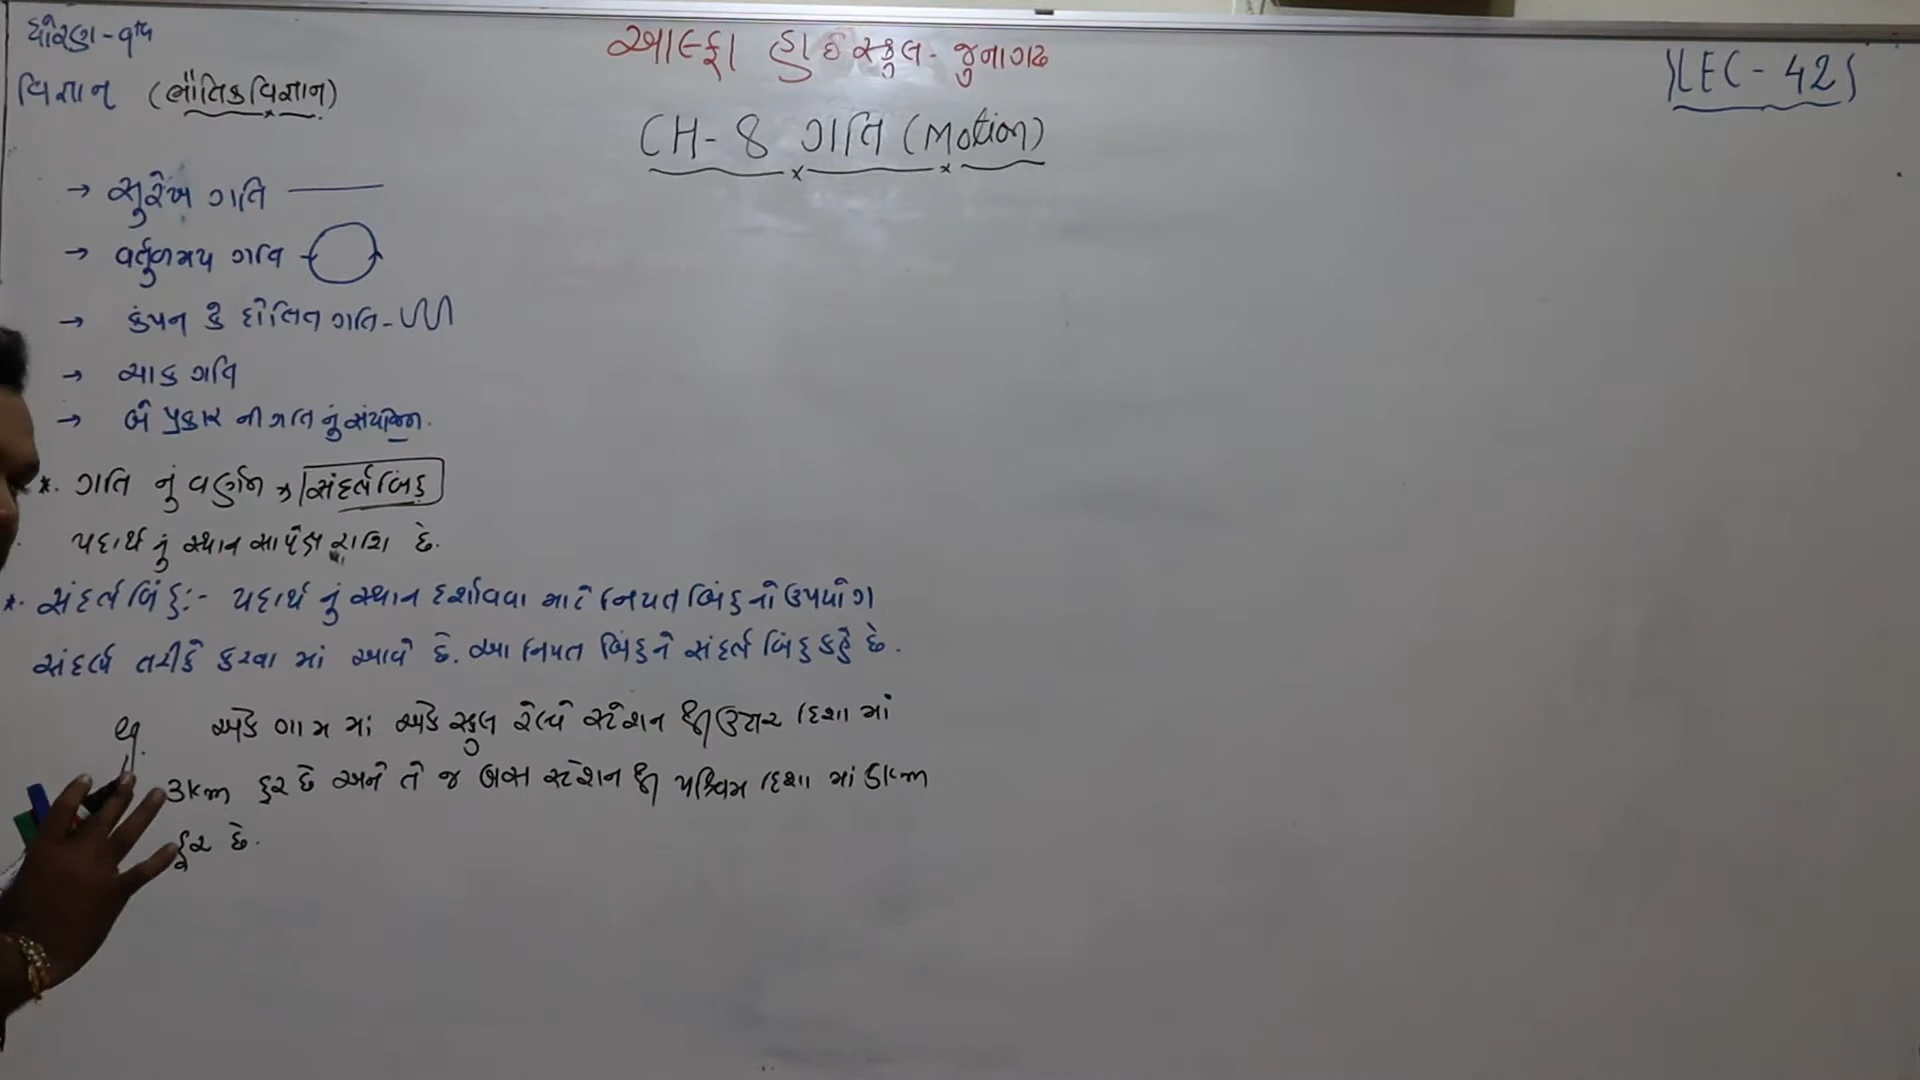 ધોરણ-9th
વિજ્ઞાન (ભૌતિકવિજ્ઞાન)
આલ્ફા હાઈસ્કુલ - જુનાગઢ
LEC-42
CH-8 ગતિ (Motion)
→ સુરેખ ગતિ
→ વર્તુળમય ગતિ
→ કંપન કે દોલિત ગતિ-
→ ચાક ગતિ
→ બે પ્રકાર ની ગતિ નું સંયોજન.
*. ગતિ નું વર્ણન → સંદર્ભબિંદુ
પદાર્થ નું સ્થાન સાપેક્ષ રાશિ છે.
*. સંદર્ભ બિંદુ:- પદાર્થ નું સ્થાન દર્શાવવા માટે નિયત બિંદુ નો ઉપયોગ
સંદર્ભ તરીકે કરવા માં આવે છે. આ નિયત બિંદુને સંદર્ભ બિંદુ કહે છે.
eg. એક ગામ માં એક સ્કુલ રેલ્વે સ્ટેશન થી ઉત્તર દિશા માં
3km દુર છે અને તે જ બસ સ્ટેશન થી પશ્ચિમ દિશા માં 5km
દૂર છે.